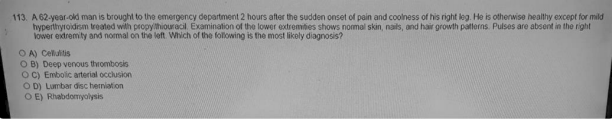 113. A 62-year-old man is brought to the emergency department 2 hours after the sudden onset of pain and coolness of his right leg. He is otherwise healthy except for mild
hyperthyroidism treated with propylthiouracil. Examination of the lower extremities shows normal skin, nails, and hair growth patterns. Pulses are absent in the right
lower extremity and normal on the left. Which of the following is the most likely diagnosis?
A) Cellulitis
B) Deep venous thrombosis
C) Embolic arterial occlusion
D) Lumbar disc herniation
E) Rhabdomyolysis